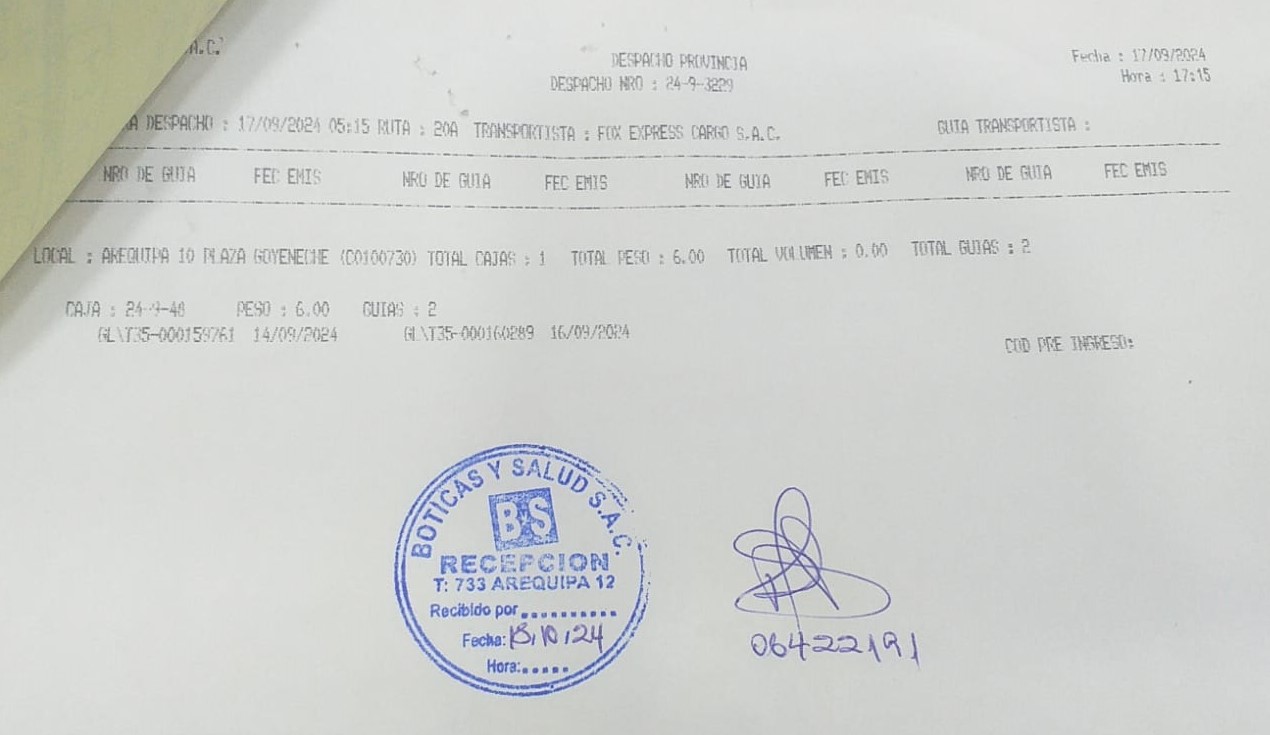 A.C.
DESPACHO PROVINCIA
Fecha : 17/09/2024
DESPACHO NRO : 24-9-3229
Hora : 17:15
A DESPACHO : 17/09/2024 05:15 RUTA : 20A TRANSPORTISTA : FOX EXPRESS CARGO S.A.C. GUIA TRANSPORTISTA :
NRO DE GUIA FEC EMIS NRO DE GUIA FEC EMIS NRO DE GUIA FEC EMIS NRO DE GUIA FEC EMIS
LOCAL : AREQUIPA 10 PLAZA GOYENECHE (C0100730) TOTAL CAJAS : 1 TOTAL PESO : 6.00 TOTAL VOLUMEN : 0.00 TOTAL GUIAS : 2
CAJA : 24-9-48 PESO : 6.00 GUIAS : 2
GL\T35-000159761 14/09/2024 GL\T35-000160289 16/09/2024
COD PRE INGRESO:
BOTICAS Y SALUD S.A.C.
B·S
RECEPCION
T: 733 AREQUIPA 12
Recibido por ..........
Fecha: /10/24
Hora: .....
06422191